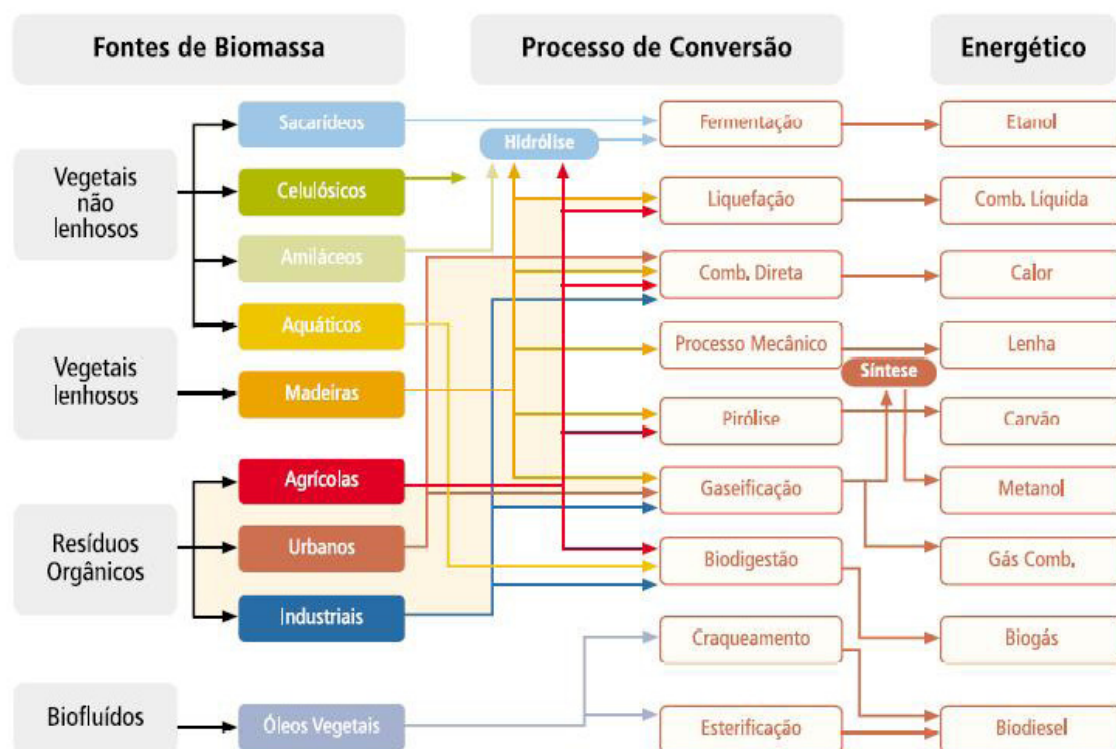 Fontes de Biomassa
Processo de Conversão
Energético
Vegetais
não
lenhosos
Sacarídeos
Celulósicos
Amiláceos
Aquáticos
Vegetais
lenhosos
Madeiras
Resíduos
Orgânicos
Agrícolas
Urbanos
Industriais
Biofluídos
Óleos Vegetais
Hidrólise
Fermentação
Liquefação
Comb. Direta
Processo Mecânico
Síntese
Pirólise
Gaseificação
Biodigestão
Craqueamento
Esterificação
Etanol
Comb. Líquida
Calor
Lenha
Carvão
Metanol
Gás Comb.
Biogás
Biodiesel